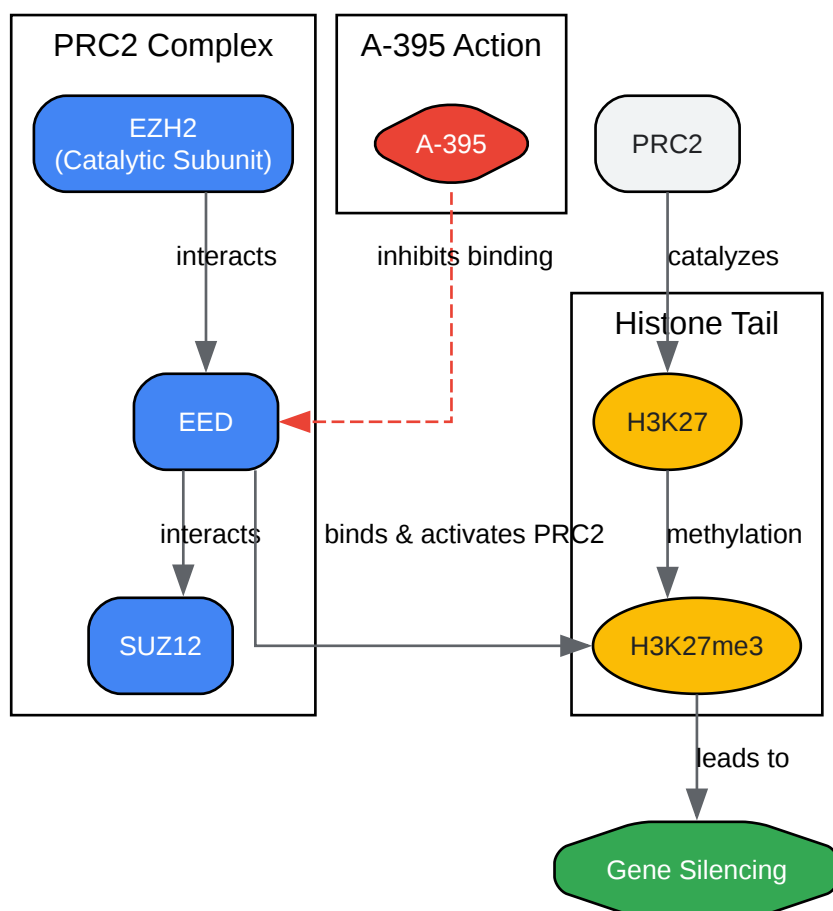 PRC2 Complex
A-395 Action
EZH2
(Catalytic Subunit)
A-395
PRC2
interacts
inhibits binding
catalyzes
Histone Tail
EED
H3K27
interacts
binds & activates PRC2
methylation
SUZ12
H3K27me3
leads to
Gene Silencing